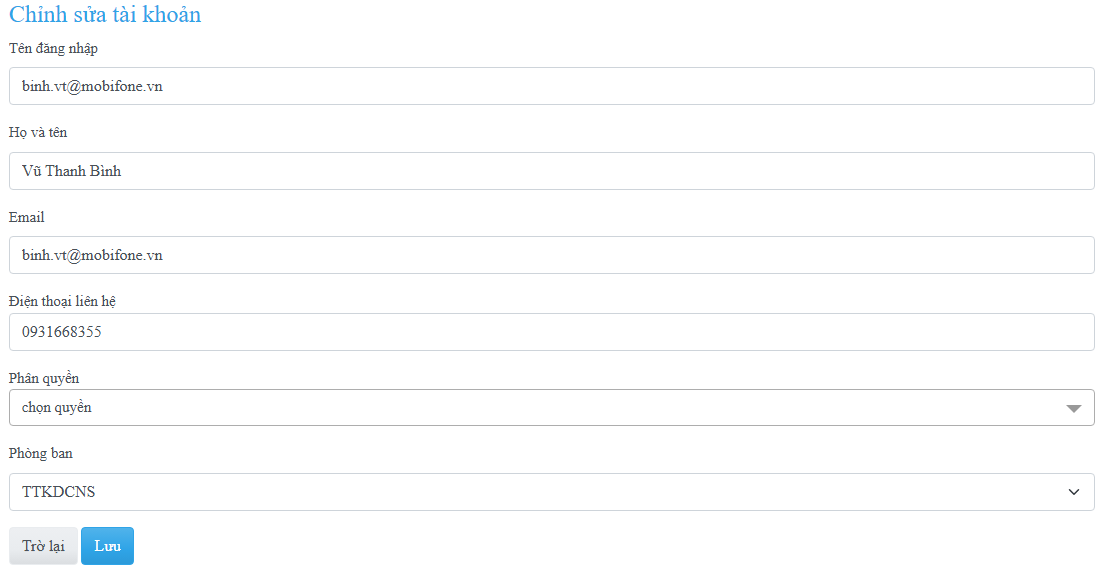 Chỉnh sửa tài khoản
Tên đăng nhập
binh.vt@mobifone.vn
Họ và tên
Vũ Thanh Bình
Email
binh.vt@mobifone.vn
Điện thoại liên hệ
0931668355
Phân quyền
chọn quyền
Phòng ban
TTKDCNS
Trở lại Lưu